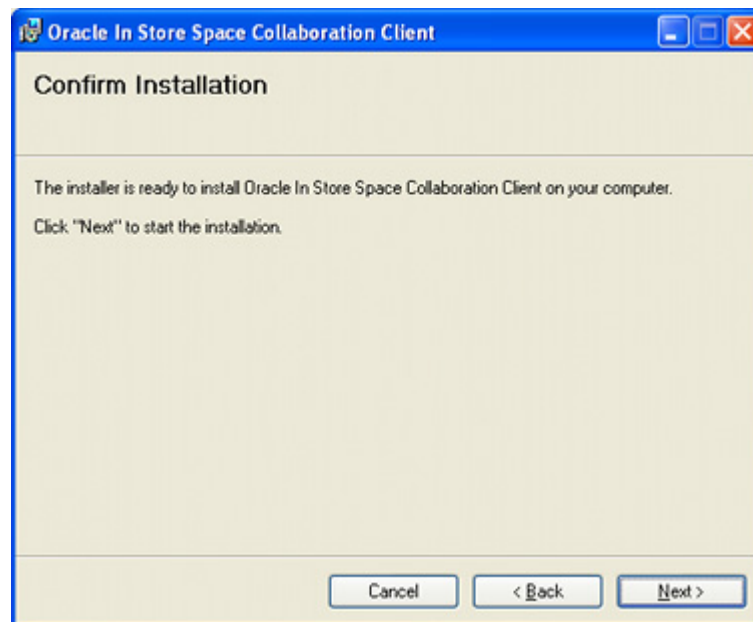 Oracle In Store Space Collaboration Client
Confirm Installation
The installer is ready to install Oracle In Store Space Collaboration Client on your computer.
Click "Next" to start the installation.
Cancel
< Back
Next >